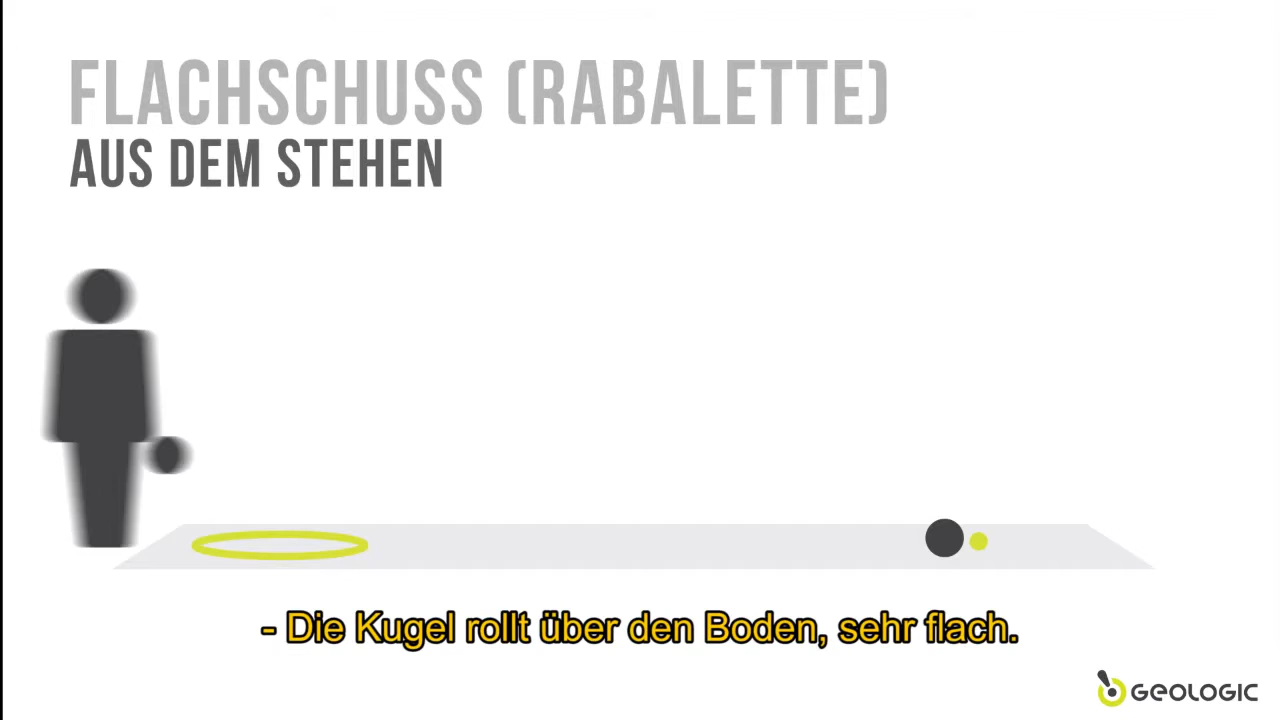 FLACHSCHUSS (RABALETTE)
AUS DEM STEHEN
- Die Kugel rollt über den Boden, sehr flach.
GEOLOGIC